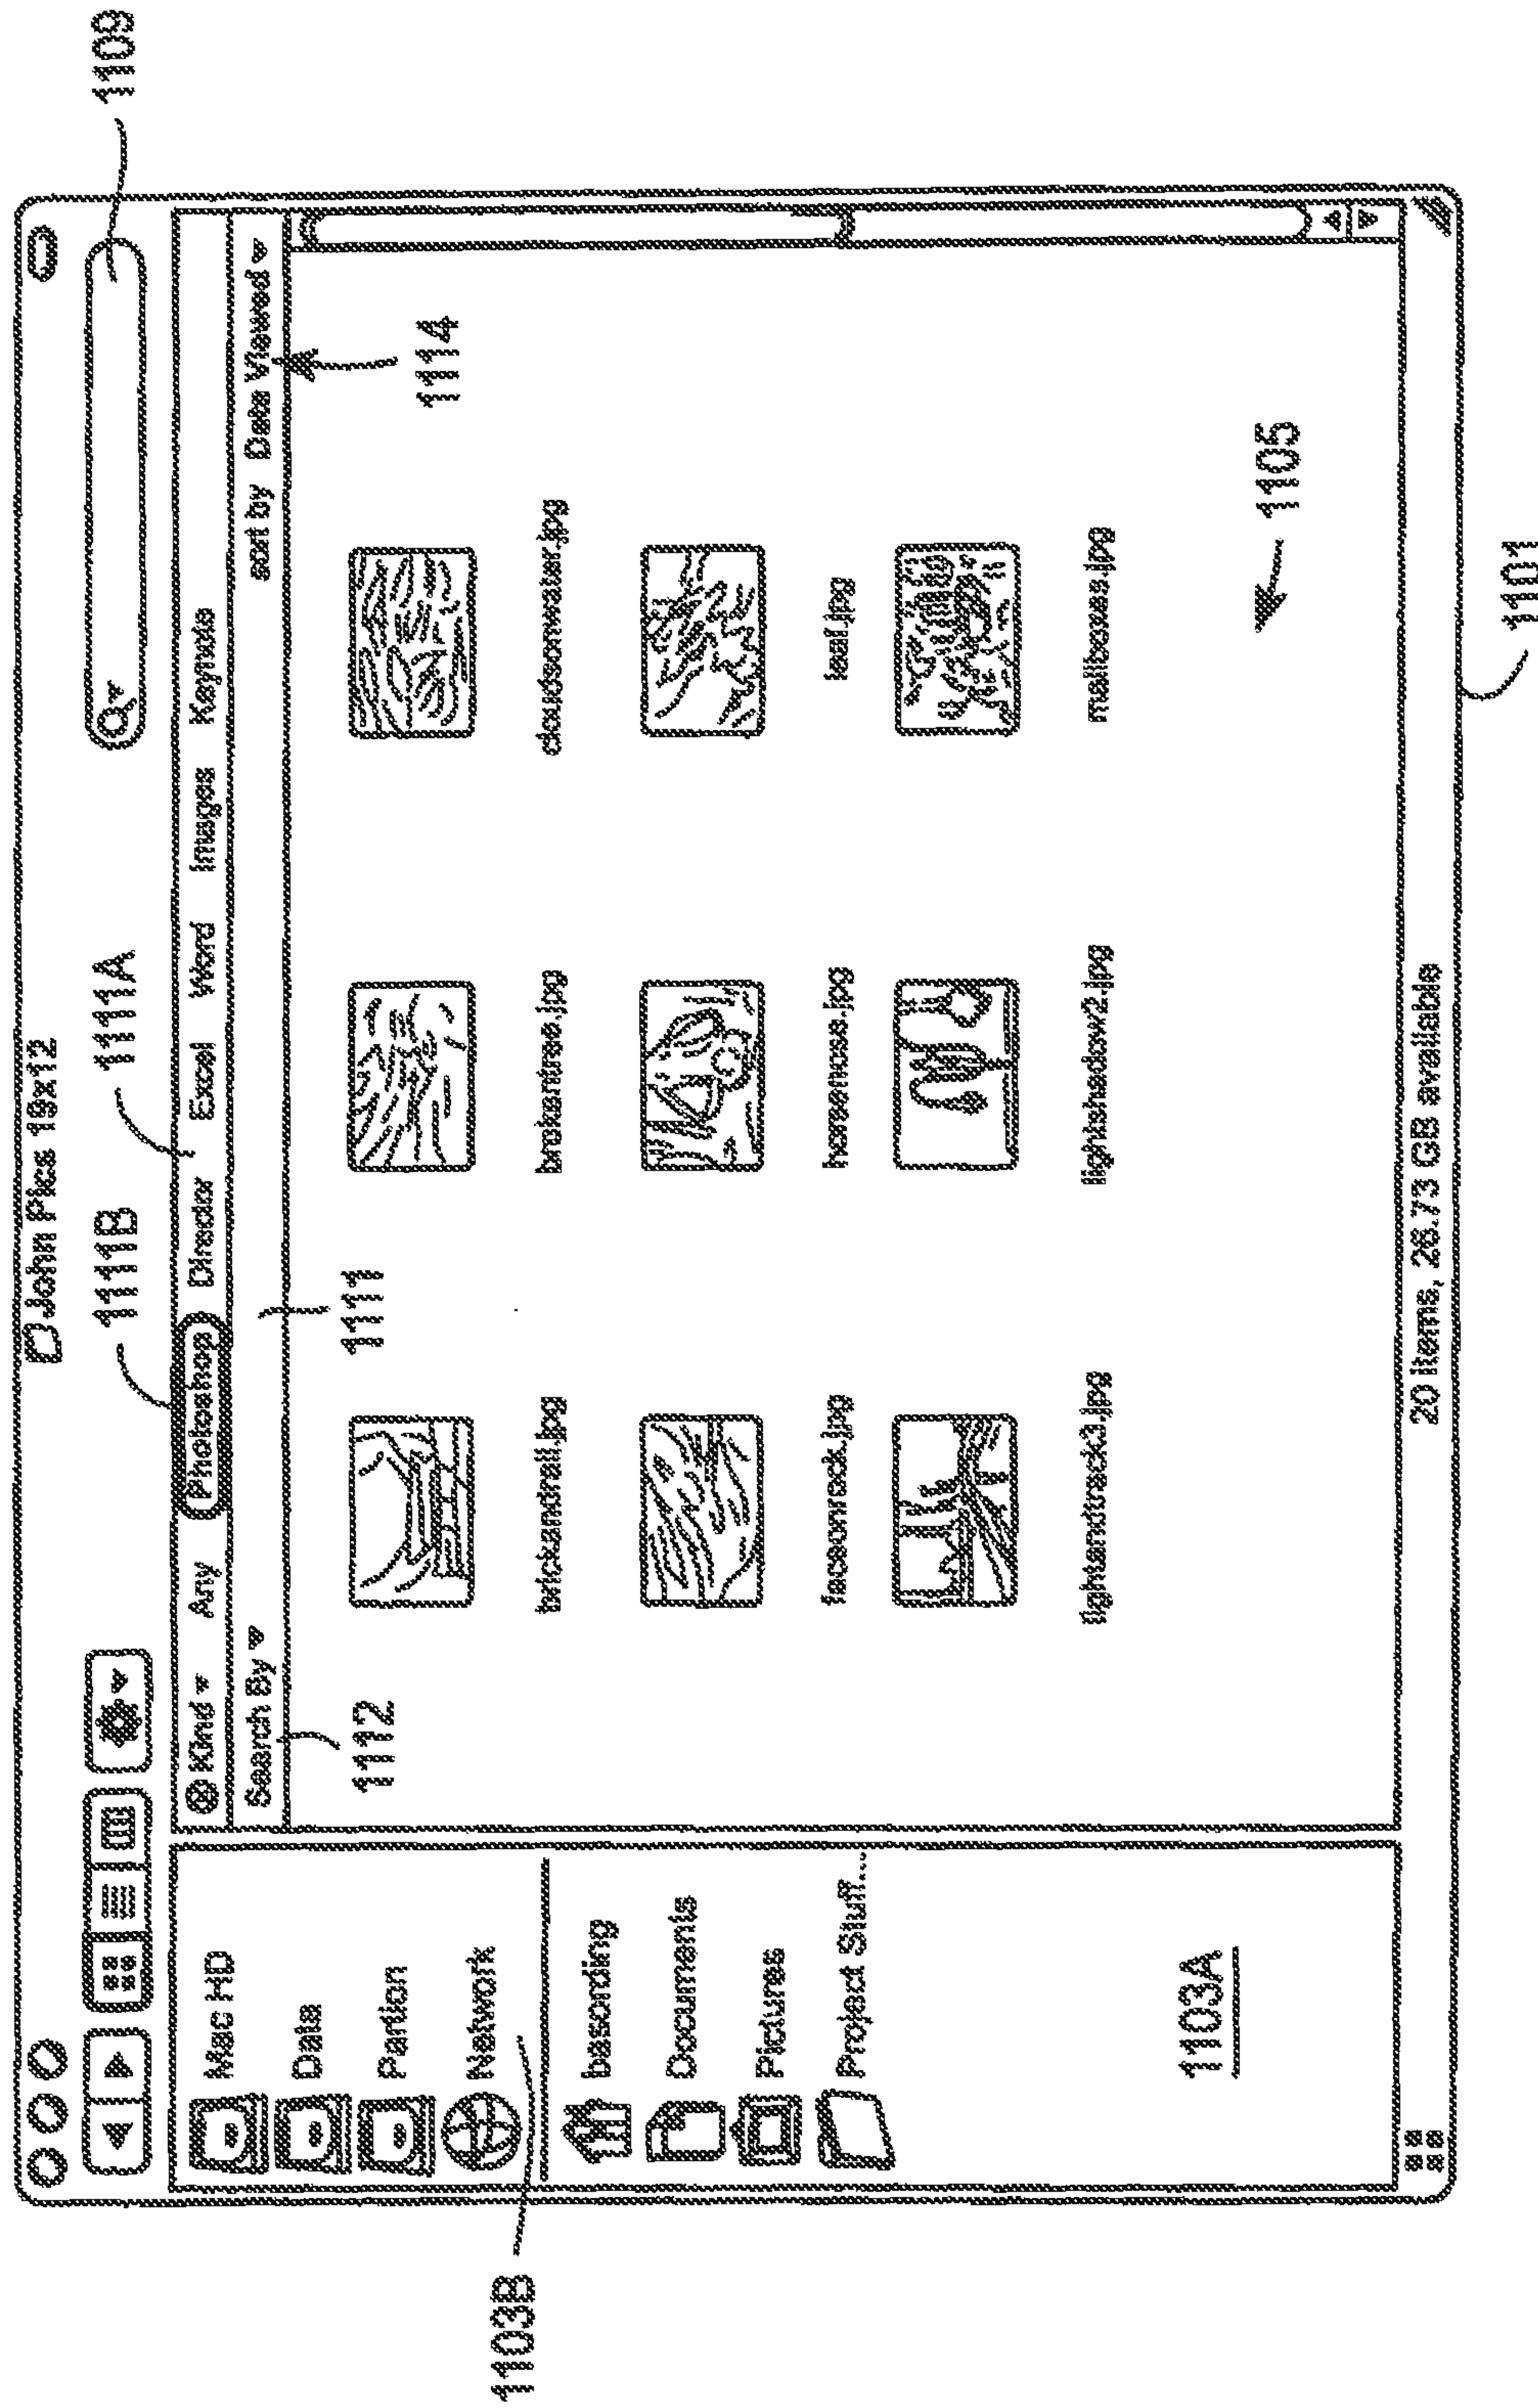 John Pics 19x12
1109
1111B
1111A
Kind Any Photoshop Director Excel Word Images Keynote
Search By
sort by Date Viewed
1112
1111
1114
Mac HD
Data
Partion
Network
1103B
basording
Documents
Pictures
Project Stuff...
1103A
brickandrail.jpg brokentree.jpg cloudsonwater.jpg
faceonrock.jpg horsenose.jpg leaf.jpg
lightandtrack3.jpg lightshadow2.jpg mailboxes.jpg
1105
20 items, 26.73 GB available
1101